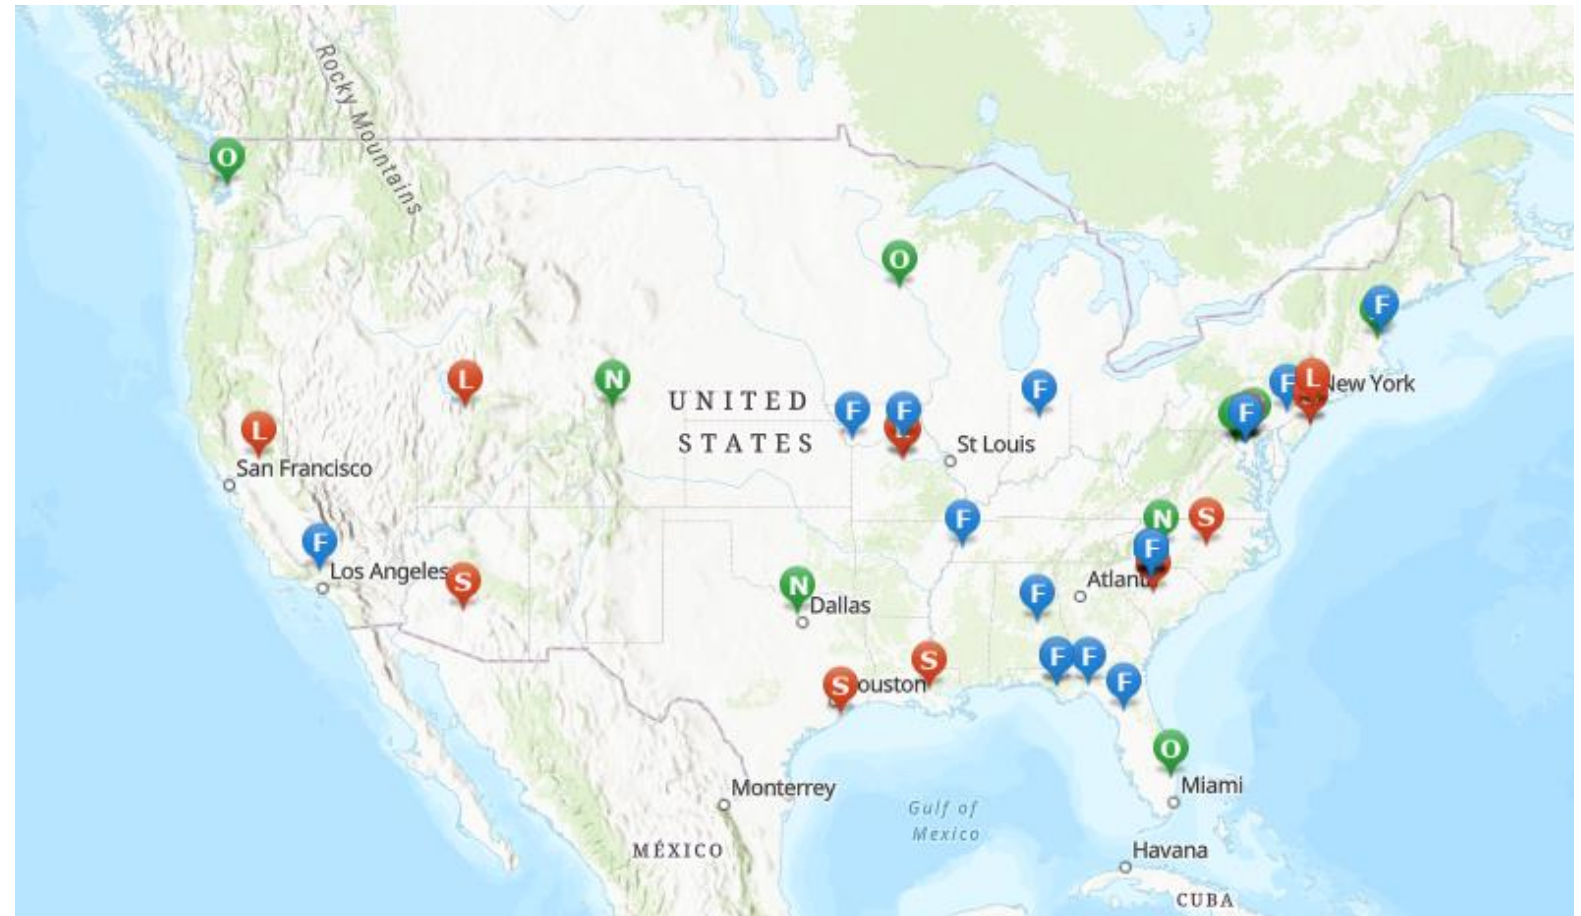 Rocky Mountains
O
O
F
L
N
F
L
New York
UNITED
STATES
F
F
F
F
L
L
St Louis
San Francisco
F
N
S
F
F
Los Angeles
S
N
Dallas
F
Atlanta
S
S
Houston
F
F
F
O
Miami
Monterrey
Gulf of
Mexico
MÉXICO
Havana
CUBA